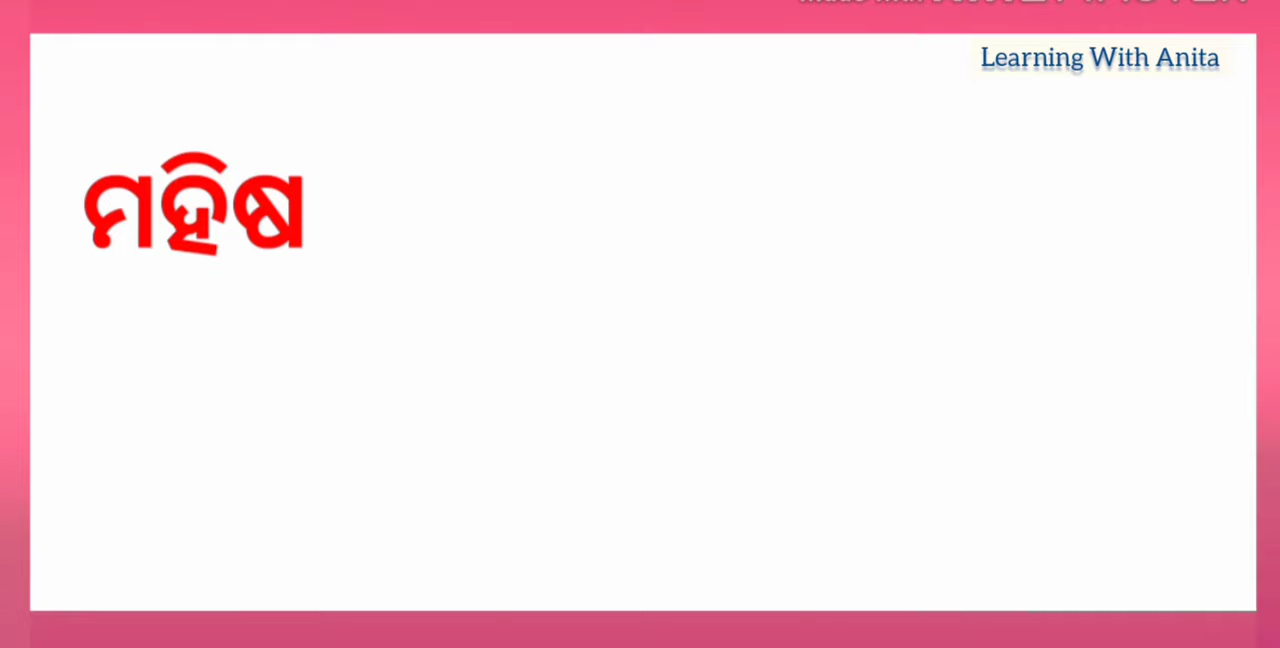 Learning With Anita
ମହିଷ